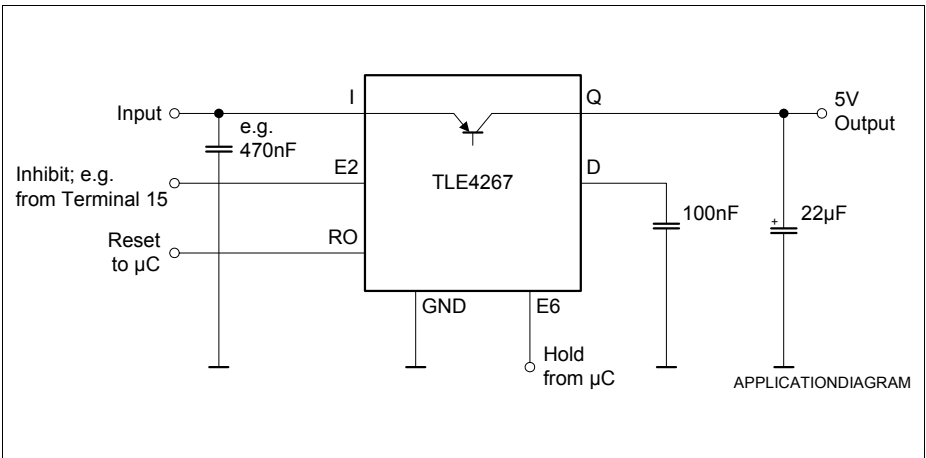 I
Q
5V
Output
Input
e.g.
470nF
E2
D
Inhibit; e.g.
from Terminal 15
TLE4267
100nF
+
22µF
RO
Reset
to µC
GND
E6
Hold
from µC
APPLICATIONDIAGRAM